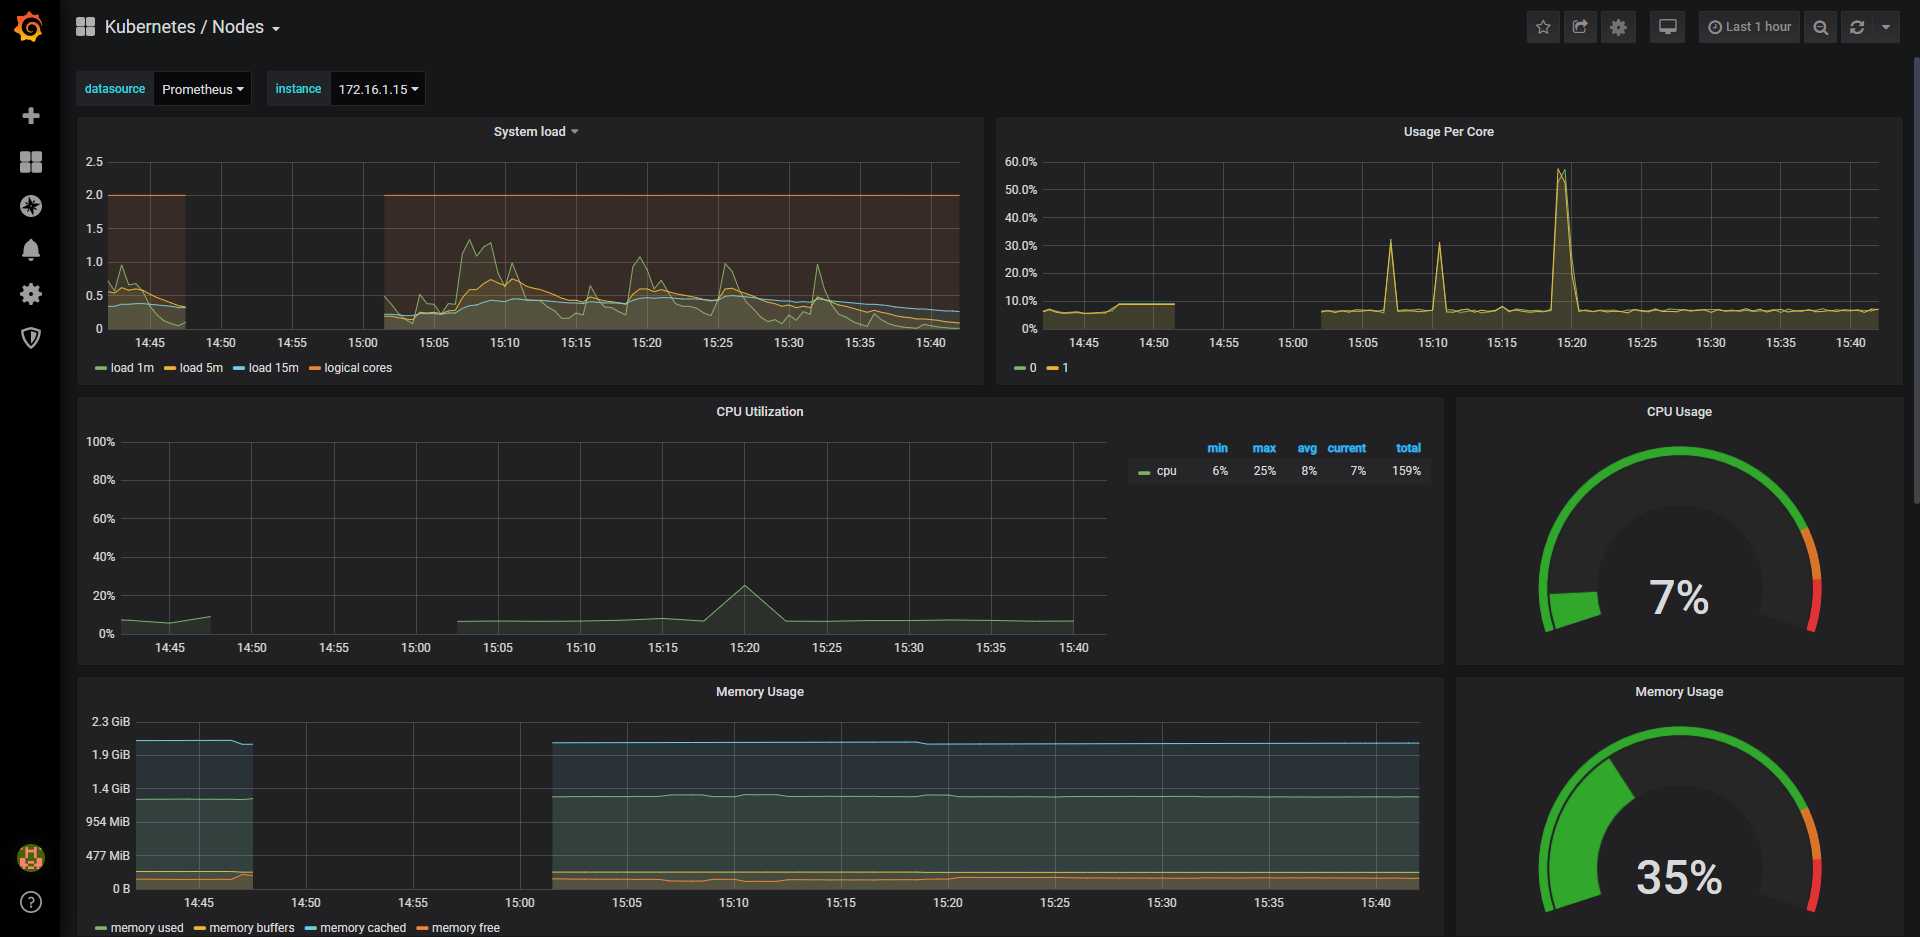 Kubernetes / Nodes
Last 1 hour
datasource Prometheus instance 172.16.1.15
System load
2.5
2.0
1.5
1.0
0.5
0
14:45 14:50 14:55 15:00 15:05 15:10 15:15 15:20 15:25 15:30 15:35 15:40
load 1m load 5m load 15m logical cores
Usage Per Core
60.0%
50.0%
40.0%
30.0%
20.0%
10.0%
0%
14:45 14:50 14:55 15:00 15:05 15:10 15:15 15:20 15:25 15:30 15:35 15:40
0 1
CPU Utilization
100%
80%
60%
40%
20%
0%
14:45 14:50 14:55 15:00 15:05 15:10 15:15 15:20 15:25 15:30 15:35 15:40
min max avg current total
cpu 6% 25% 8% 7% 159%
CPU Usage
7%
Memory Usage
2.3 GiB
1.9 GiB
1.4 GiB
954 MiB
477 MiB
0 B
14:45 14:50 14:55 15:00 15:05 15:10 15:15 15:20 15:25 15:30 15:35 15:40
memory used memory buffers memory cached memory free
Memory Usage
35%